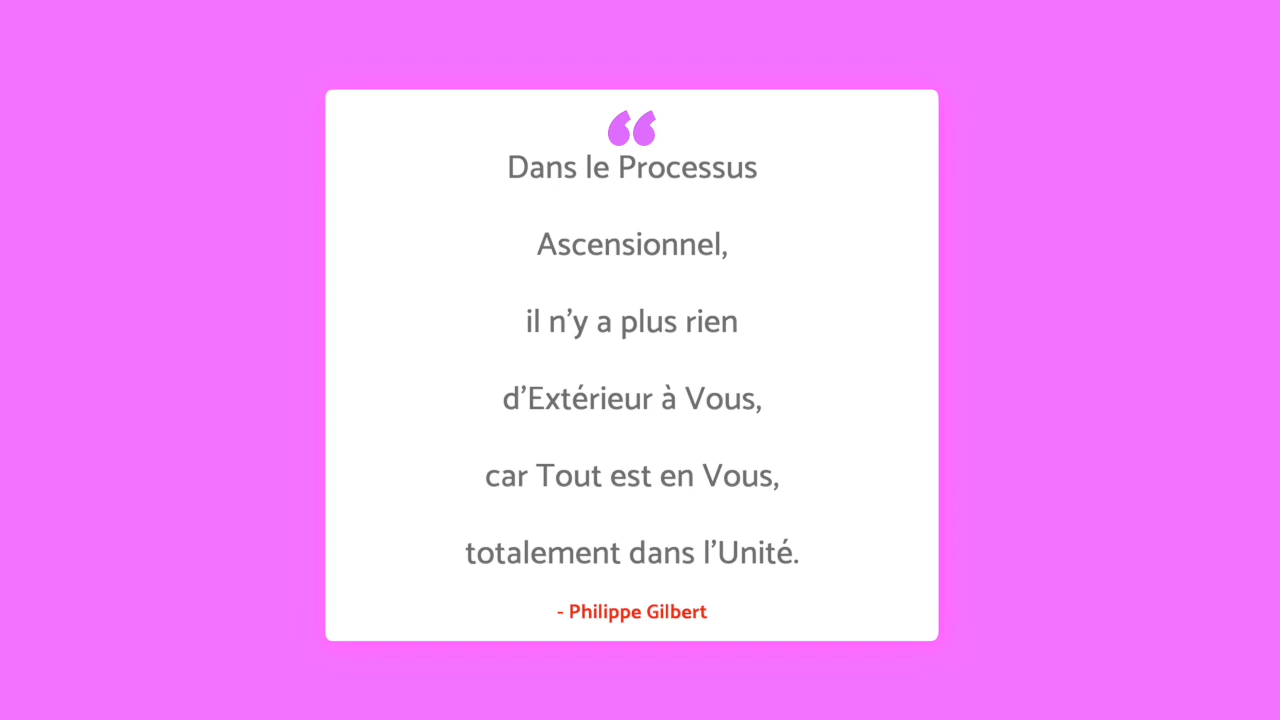 Dans le Processus
Ascensionnel,
il n’y a plus rien
d’Extérieur à Vous,
car Tout est en Vous,
totalement dans l’Unité.
- Philippe Gilbert